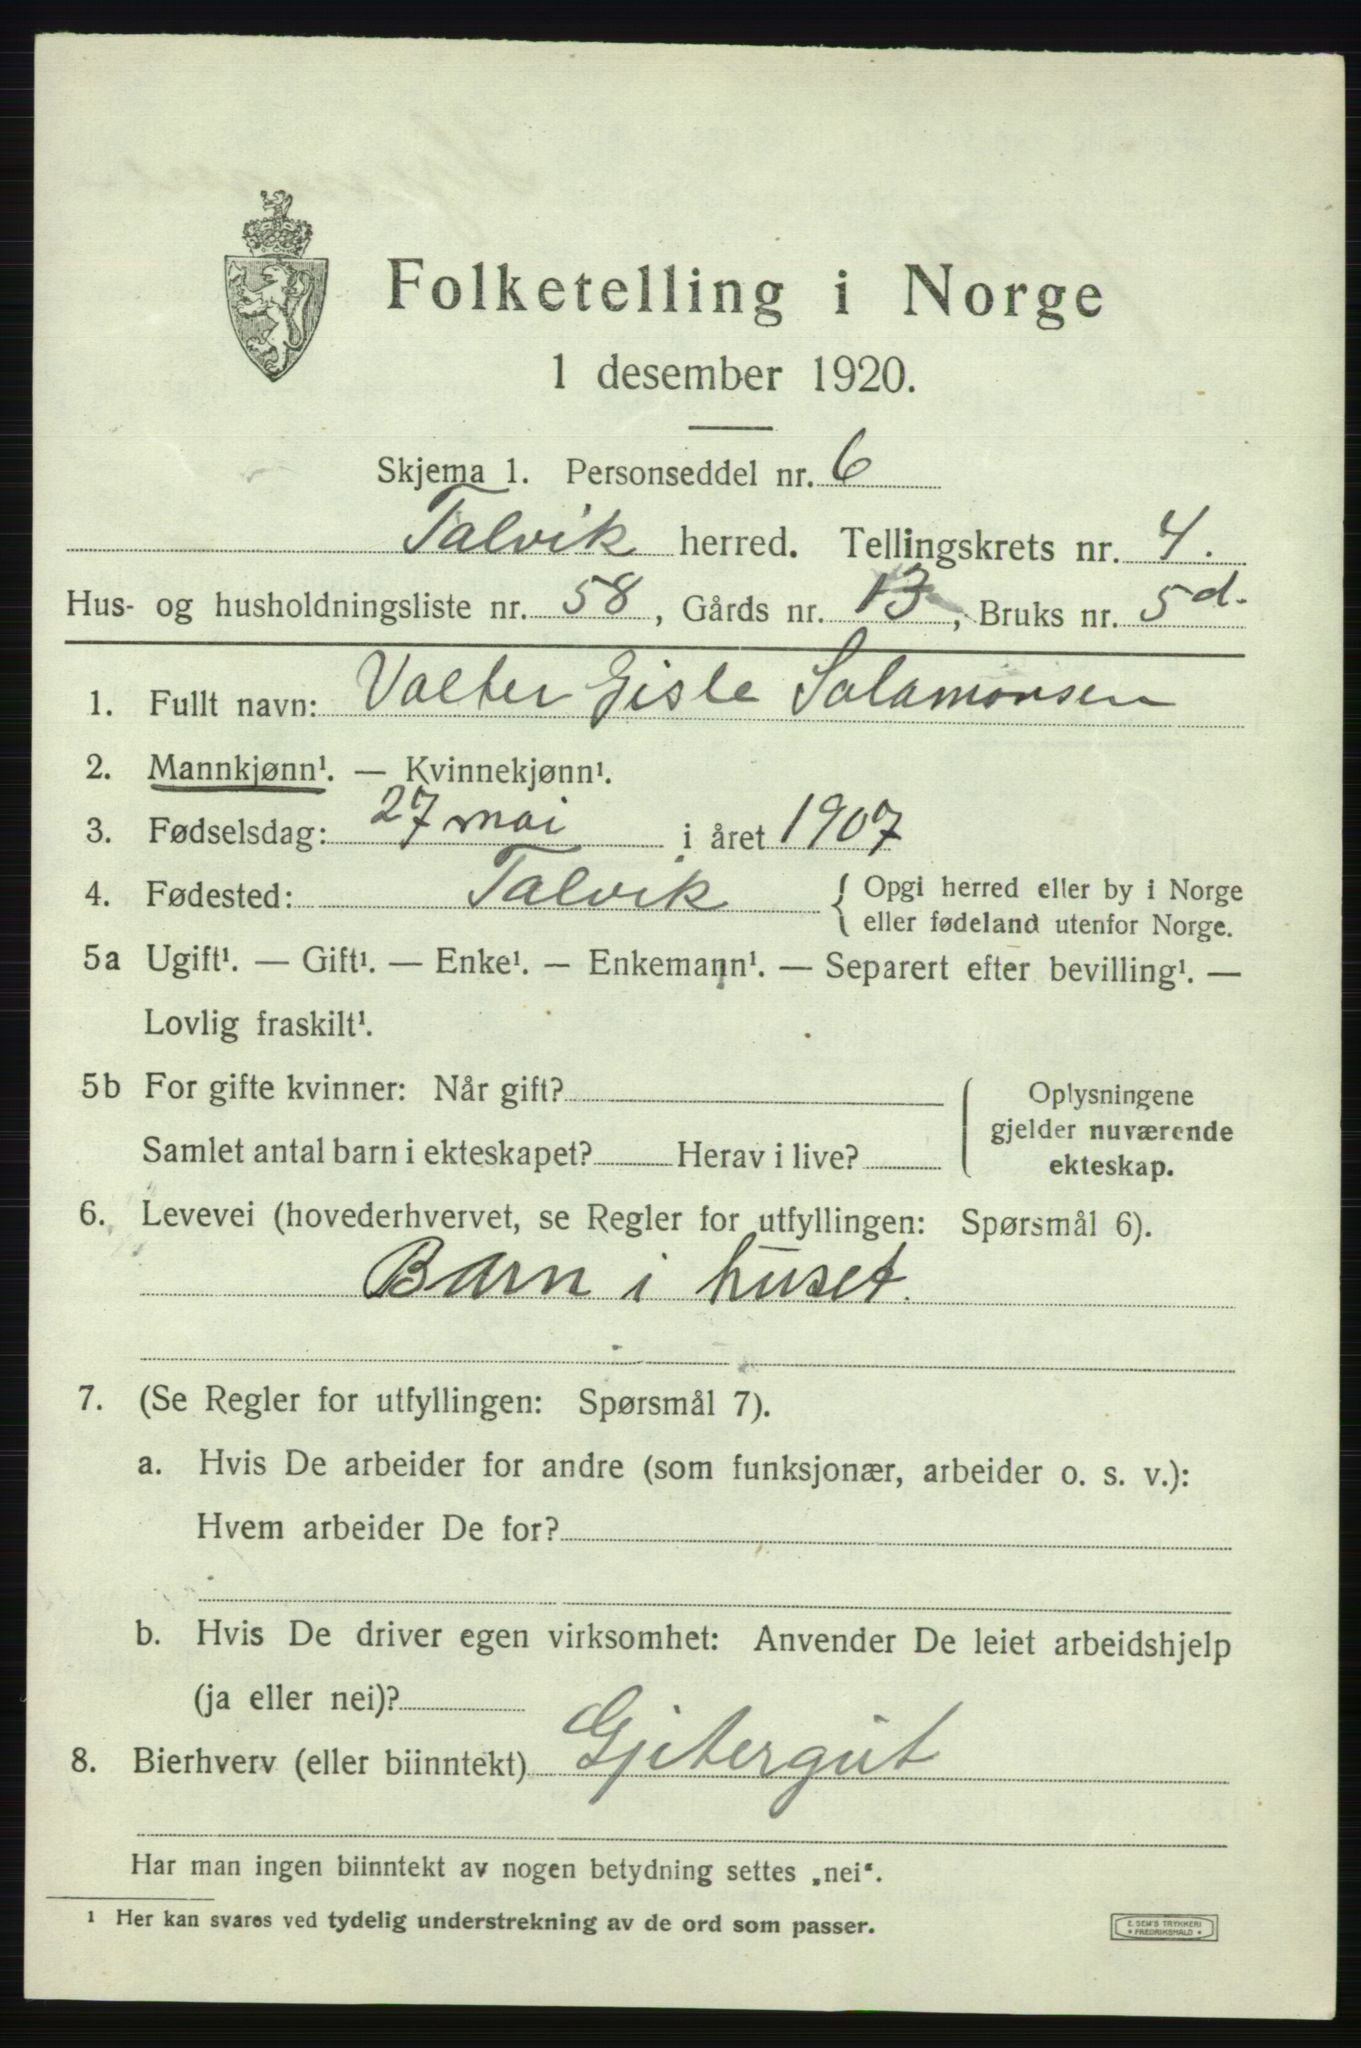 Folketelling i Norge
1 desember 1920.
Skjema 1. Personseddel nr. 6
Talvik herred. Tellingskrets nr. 4.
Hus- og husholdningsliste nr. 58, Gårds nr. 13, Bruks nr. 5 d.
1. Fullt navn: Valter Gisle Salamonsen
2. Mannkjønn¹. — Kvinnekjønn¹.
3. Fødselsdag: 27 mai i året 1907
4. Fødested: Talvik { Opgi herred eller by i Norge
eller fødeland utenfor Norge.
5a Ugift¹. — Gift¹. — Enke¹. — Enkemann¹. — Separert efter bevilling¹. —
Lovlig fraskilt¹.
5b For gifte kvinner: Når gift?
Samlet antal barn i ekteskapet? Herav i live?
Oplysningene
gjelder nuværende
ekteskap.
6. Levevei (hovederhvervet, se Regler for utfyllingen: Spørsmål 6).
Barn i huset.
7. (Se Regler for utfyllingen: Spørsmål 7).
a. Hvis De arbeider for andre (som funksjonær, arbeider o. s. v.):
Hvem arbeider De for?
b. Hvis De driver egen virksomhet: Anvender De leiet arbeidshjelp
(ja eller nei)?
8. Bierhverv (eller biinntekt) Gjitergut
Har man ingen biinntekt av nogen betydning settes „nei“.
¹ Her kan svares ved tydelig understrekning av de ord som passer.
E. SEM'S TRYKKERI
* FREDRIKSHALD *